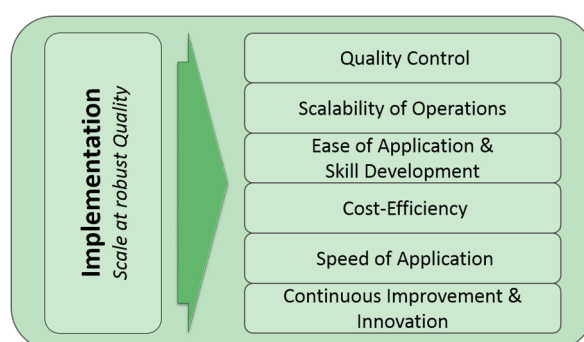 Implementation
Scale at robust Quality
Quality Control
Scalability of Operations
Ease of Application &
Skill Development
Cost-Efficiency
Speed of Application
Continuous Improvement &
Innovation